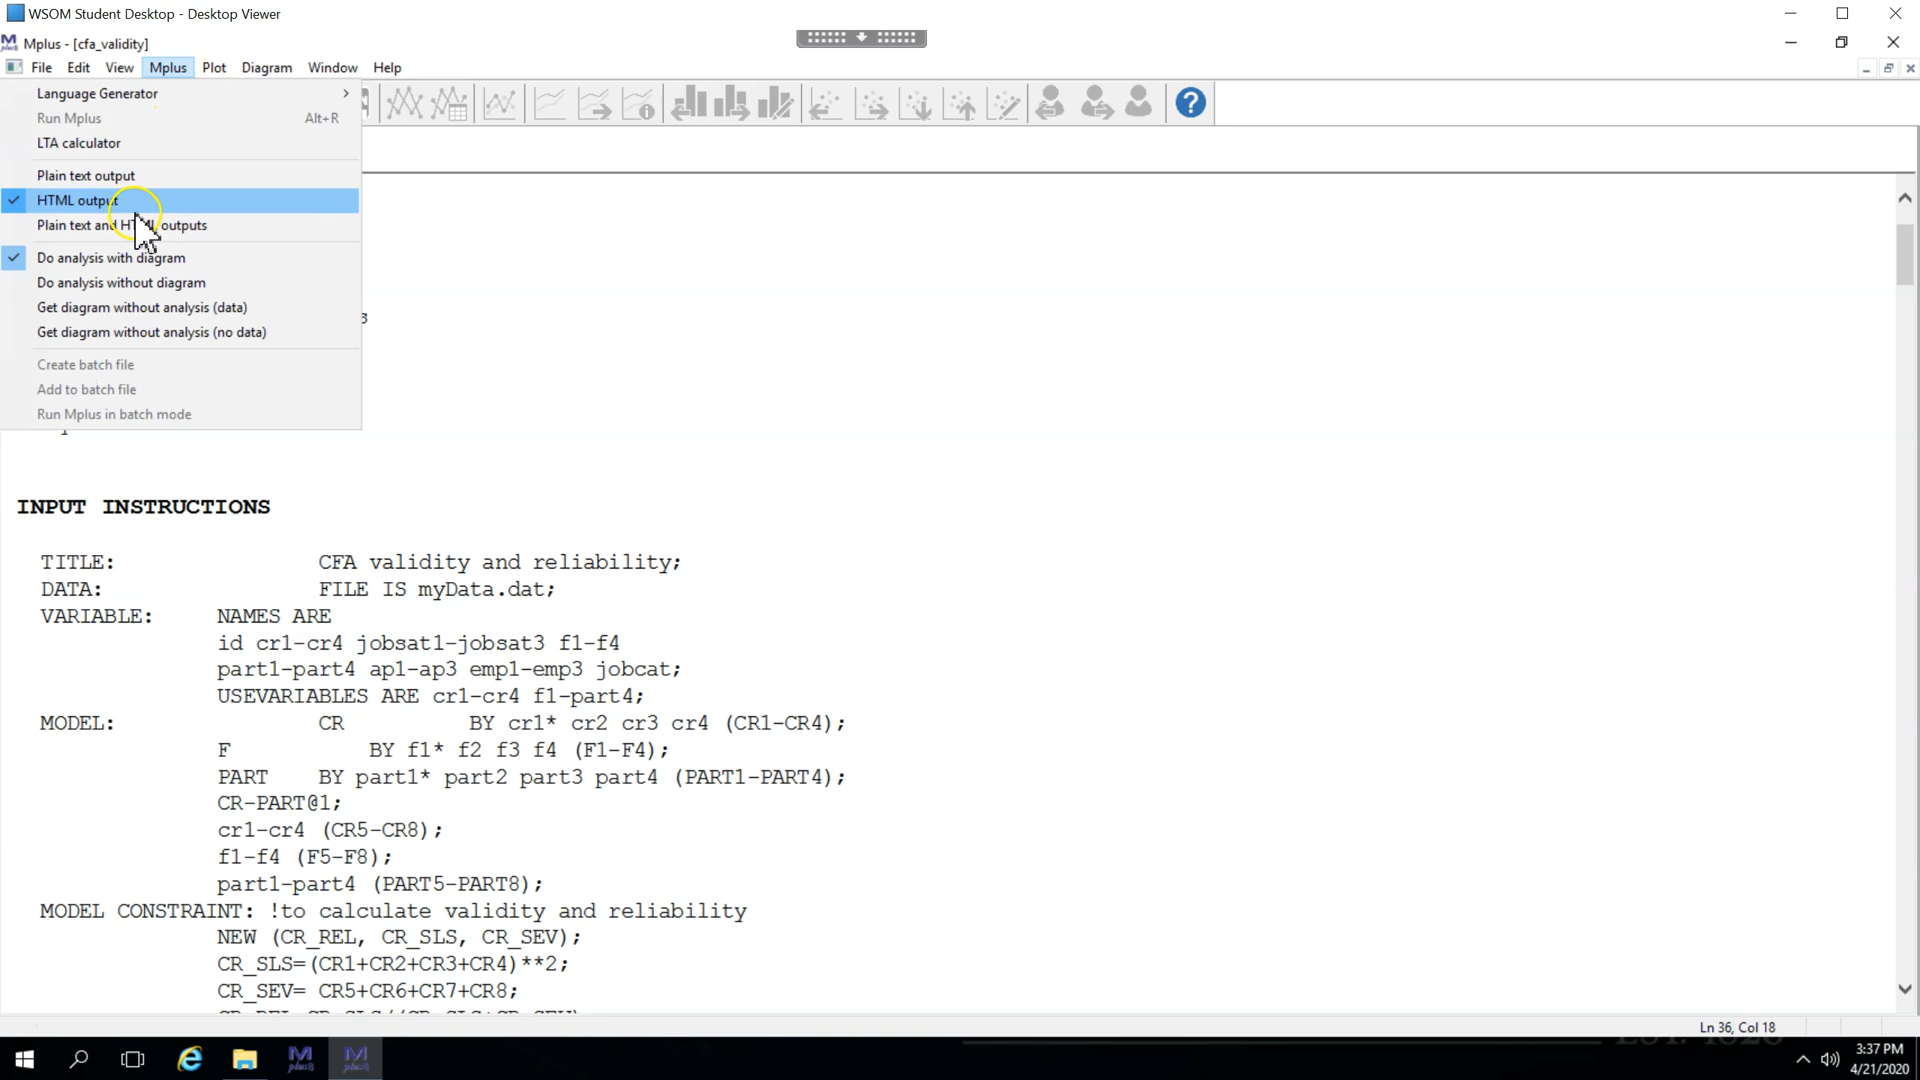 WSOM Student Desktop - Desktop Viewer
Mplus - [cfa_validity]
File Edit View Mplus Plot Diagram Window Help
Language Generator
Run Mplus Alt+R
LTA calculator
Plain text output
HTML output
Plain text and HTML outputs
Do analysis with diagram
Do analysis without diagram
Get diagram without analysis (data)
Get diagram without analysis (no data)
Create batch file
Add to batch file
Run Mplus in batch mode
INPUT INSTRUCTIONS
TITLE: CFA validity and reliability;
DATA: FILE IS myData.dat;
VARIABLE: NAMES ARE
id cr1-cr4 jobsat1-jobsat3 f1-f4
part1-part4 ap1-ap3 emp1-emp3 jobcat;
USEVARIABLES ARE cr1-cr4 f1-part4;
MODEL: CR BY cr1* cr2 cr3 cr4 (CR1-CR4);
F BY f1* f2 f3 f4 (F1-F4);
PART BY part1* part2 part3 part4 (PART1-PART4);
CR-PART@1;
cr1-cr4 (CR5-CR8);
f1-f4 (F5-F8);
part1-part4 (PART5-PART8);
MODEL CONSTRAINT: !to calculate validity and reliability
NEW (CR_REL, CR_SLS, CR_SEV);
CR_SLS=(CR1+CR2+CR3+CR4)**2;
CR_SEV= CR5+CR6+CR7+CR8;
Ln 36, Col 18
3:37 PM
4/21/2020